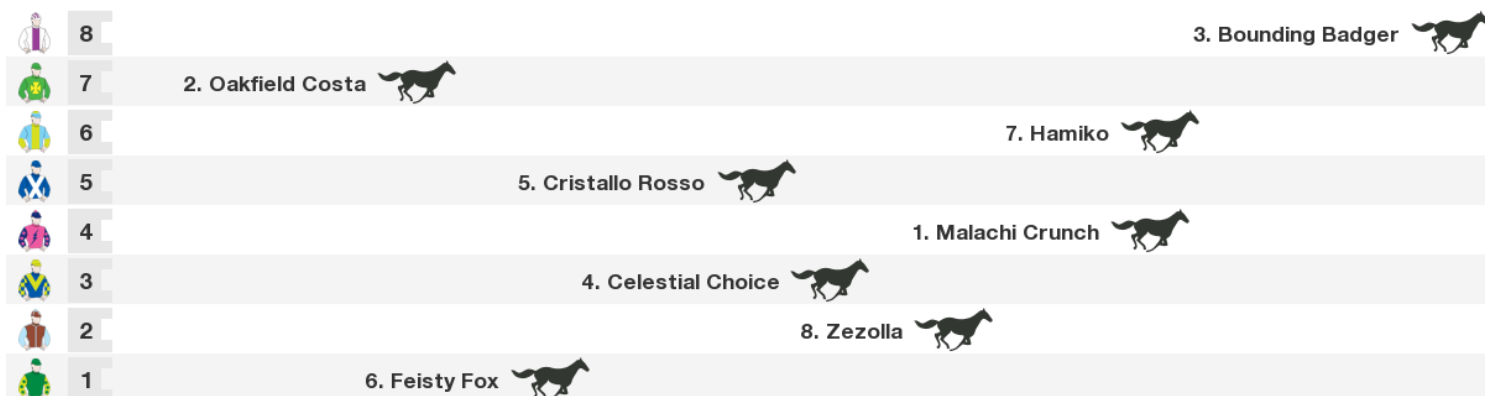 8 3. Bounding Badger
7 2. Oakfield Costa
6 7. Hamiko
5 5. Cristallo Rosso
4 1. Malachi Crunch
3 4. Celestial Choice
2 8. Zezolla
1 6. Feisty Fox